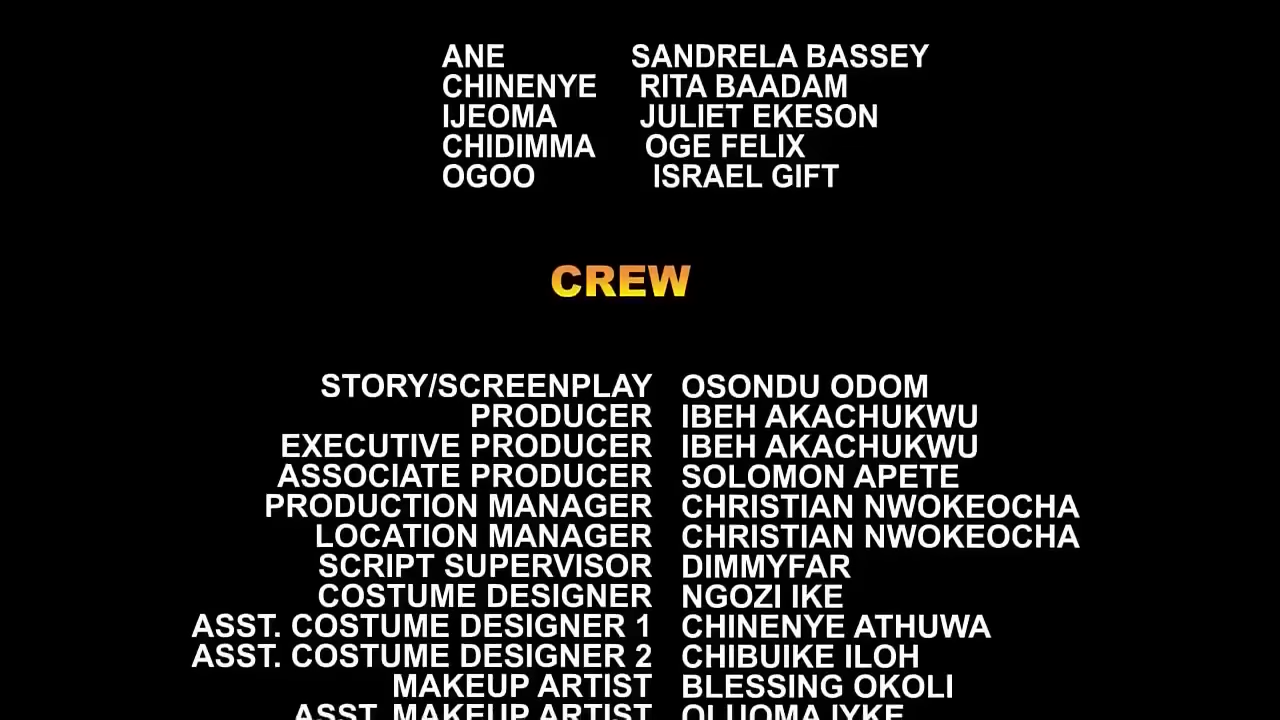 ANE SANDRELA BASSEY
CHINENYE RITA BAADAM
IJEOMA JULIET EKESON
CHIDIMMA OGE FELIX
OGOO ISRAEL GIFT
CREW
STORY/SCREENPLAY OSONDU ODOM
PRODUCER IBEH AKACHUKWU
EXECUTIVE PRODUCER IBEH AKACHUKWU
ASSOCIATE PRODUCER SOLOMON APETE
PRODUCTION MANAGER CHRISTIAN NWOKEOCHA
LOCATION MANAGER CHRISTIAN NWOKEOCHA
SCRIPT SUPERVISOR DIMMYFAR
COSTUME DESIGNER NGOZI IKE
ASST. COSTUME DESIGNER 1 CHINENYE ATHUWA
ASST. COSTUME DESIGNER 2 CHIBUIKE ILOH
MAKEUP ARTIST BLESSING OKOLI
ASST. MAKEUP ARTIST OLUOMA IYKE